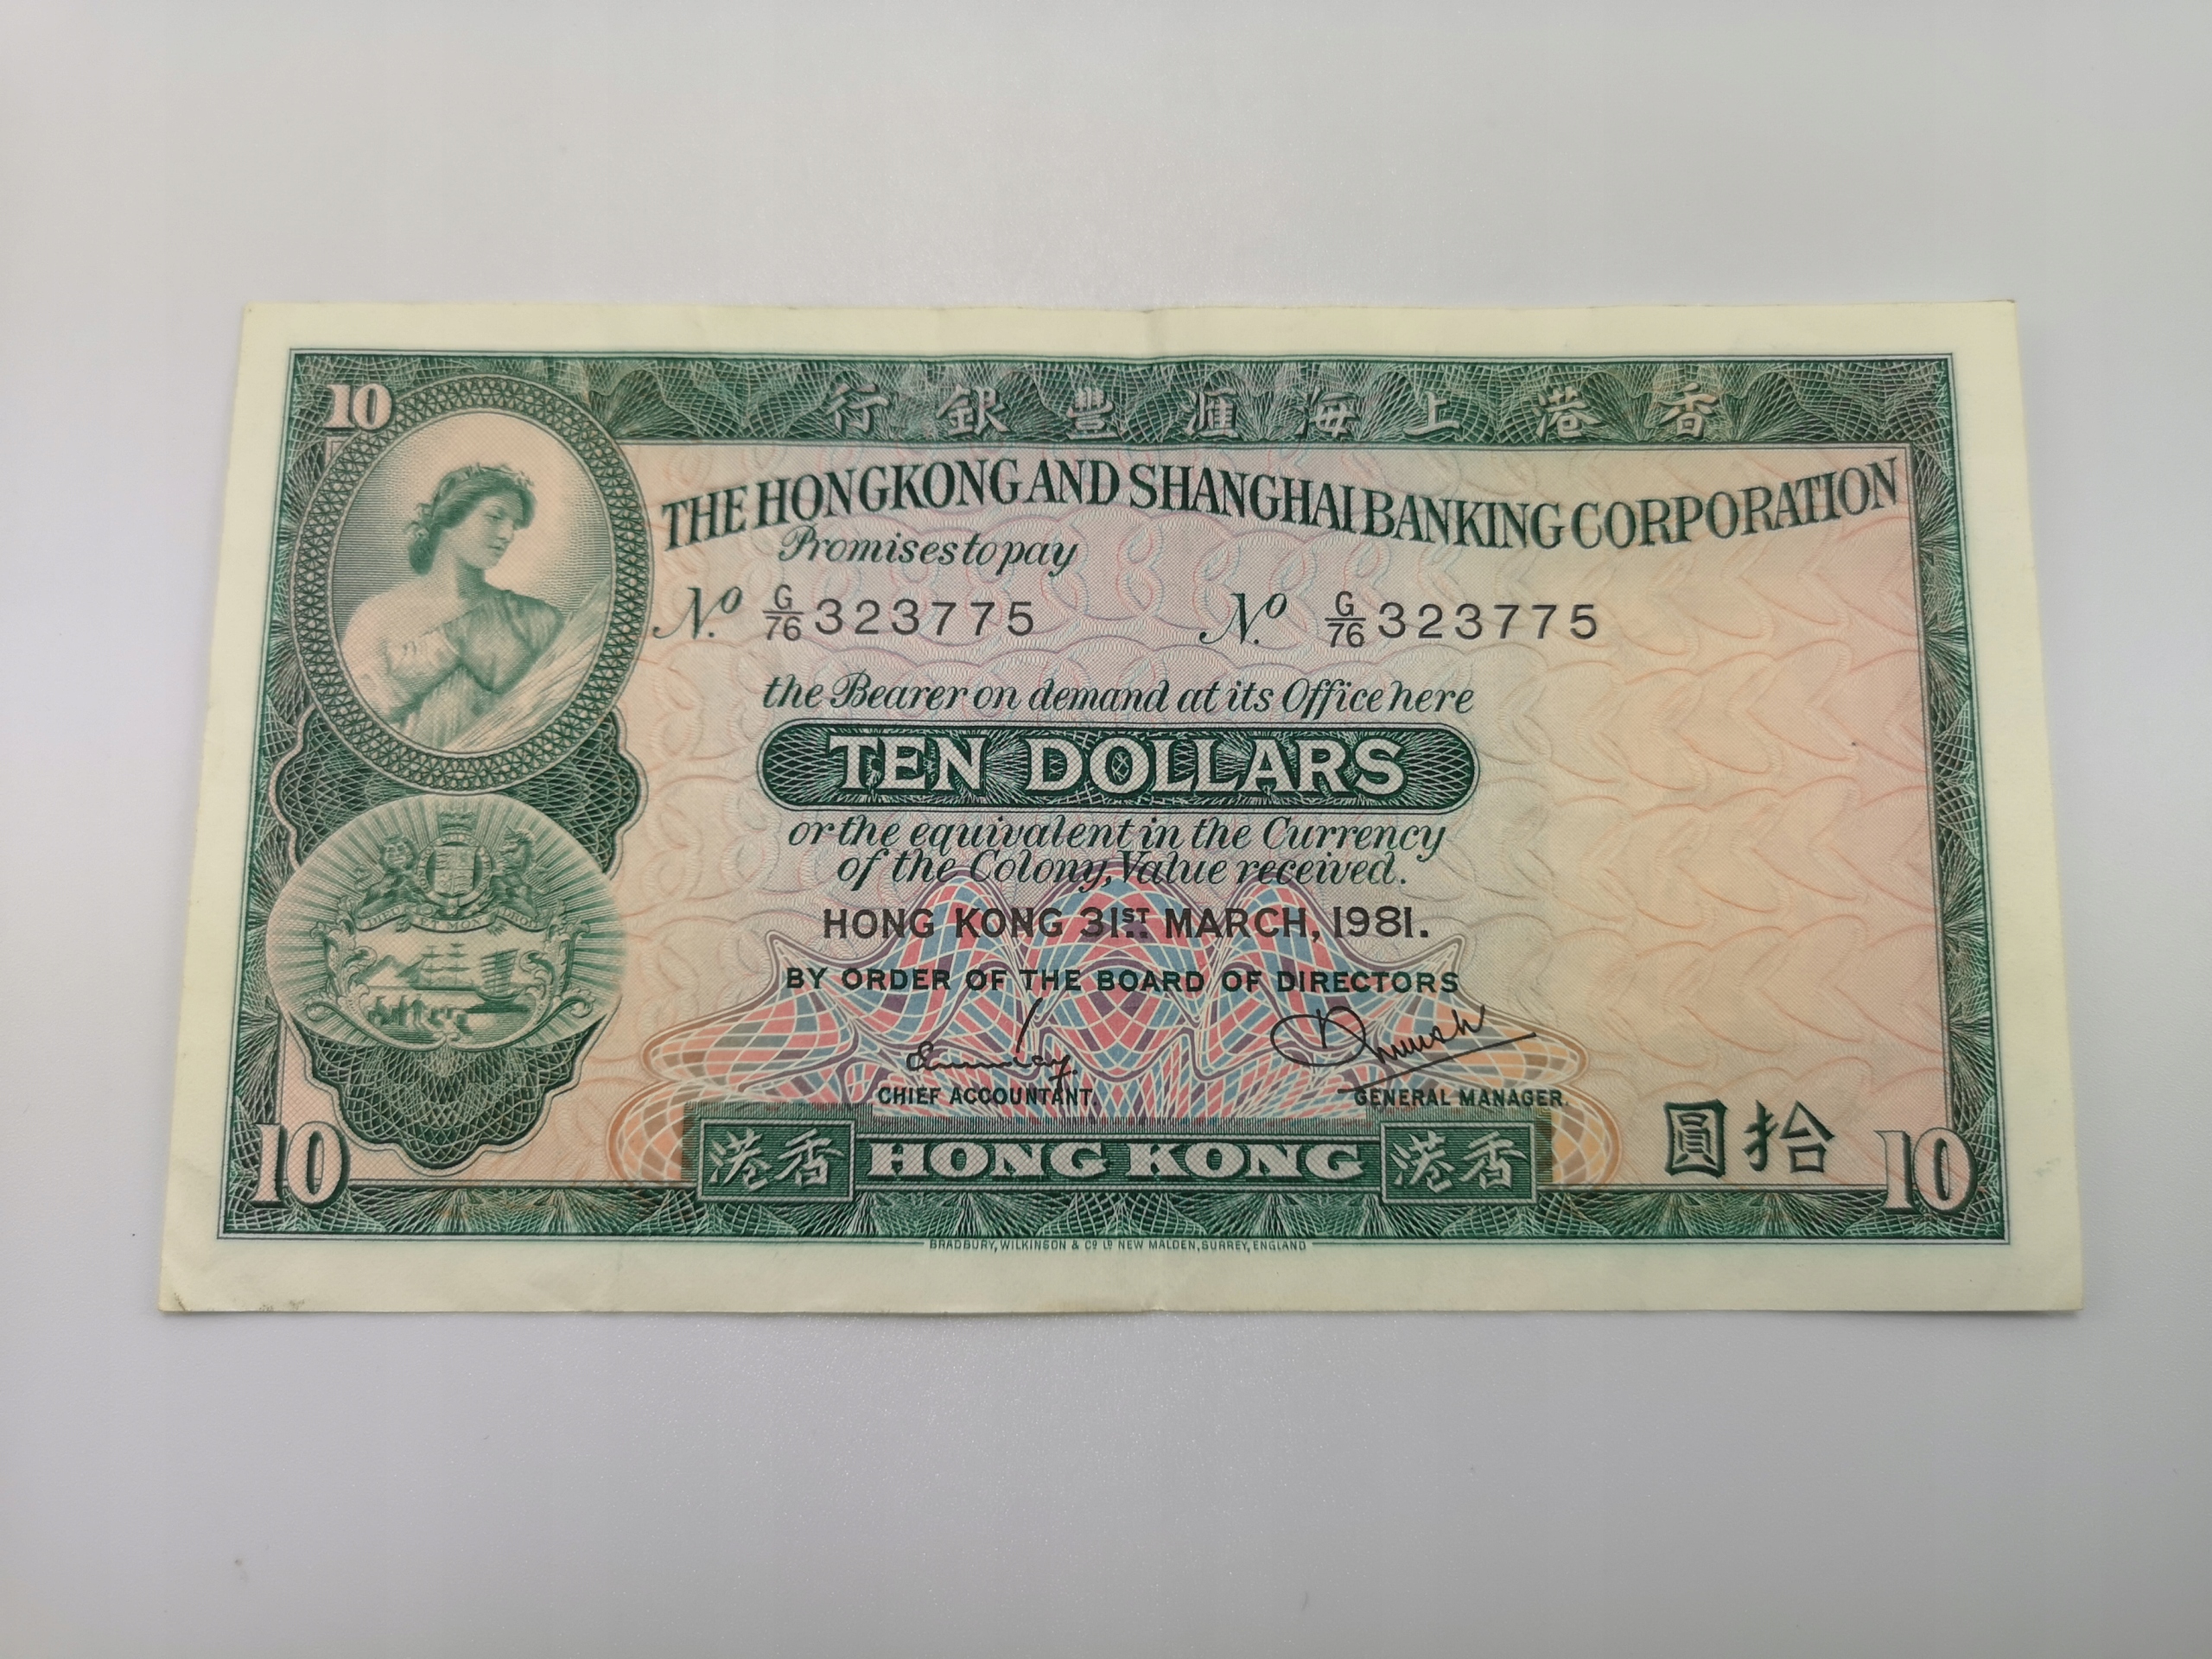 10
行銀豐滙海上港香
THE HONGKONG AND SHANGHAI BANKING CORPORATION
Promises to pay
No. G/76 323775 No. G/76 323775
the Bearer on demand at its Office here
TEN DOLLARS
or the equivalent in the Currency
of the Colony, Value received.
HONG KONG 31ST MARCH, 1981.
BY ORDER OF THE BOARD OF DIRECTORS
CHIEF ACCOUNTANT. GENERAL MANAGER.
圓拾
10 港香 HONG KONG 港香 10
BRADBURY, WILKINSON & Co Ld NEW MALDEN, SURREY, ENGLAND